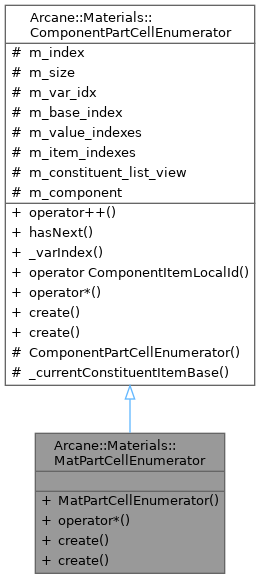 Arcane::Materials::
ComponentPartCellEnumerator
# m_index
# m_size
# m_var_idx
# m_base_index
# m_value_indexes
# m_item_indexes
# m_constituent_list_view
# m_component
+ operator++()
+ hasNext()
+ _varIndex()
+ operator ComponentItemLocalId()
+ operator*()
+ create()
+ create()
# ComponentPartCellEnumerator()
# _currentConstituentItemBase()
Arcane::Materials::
MatPartCellEnumerator
+ MatPartCellEnumerator()
+ operator*()
+ create()
+ create()